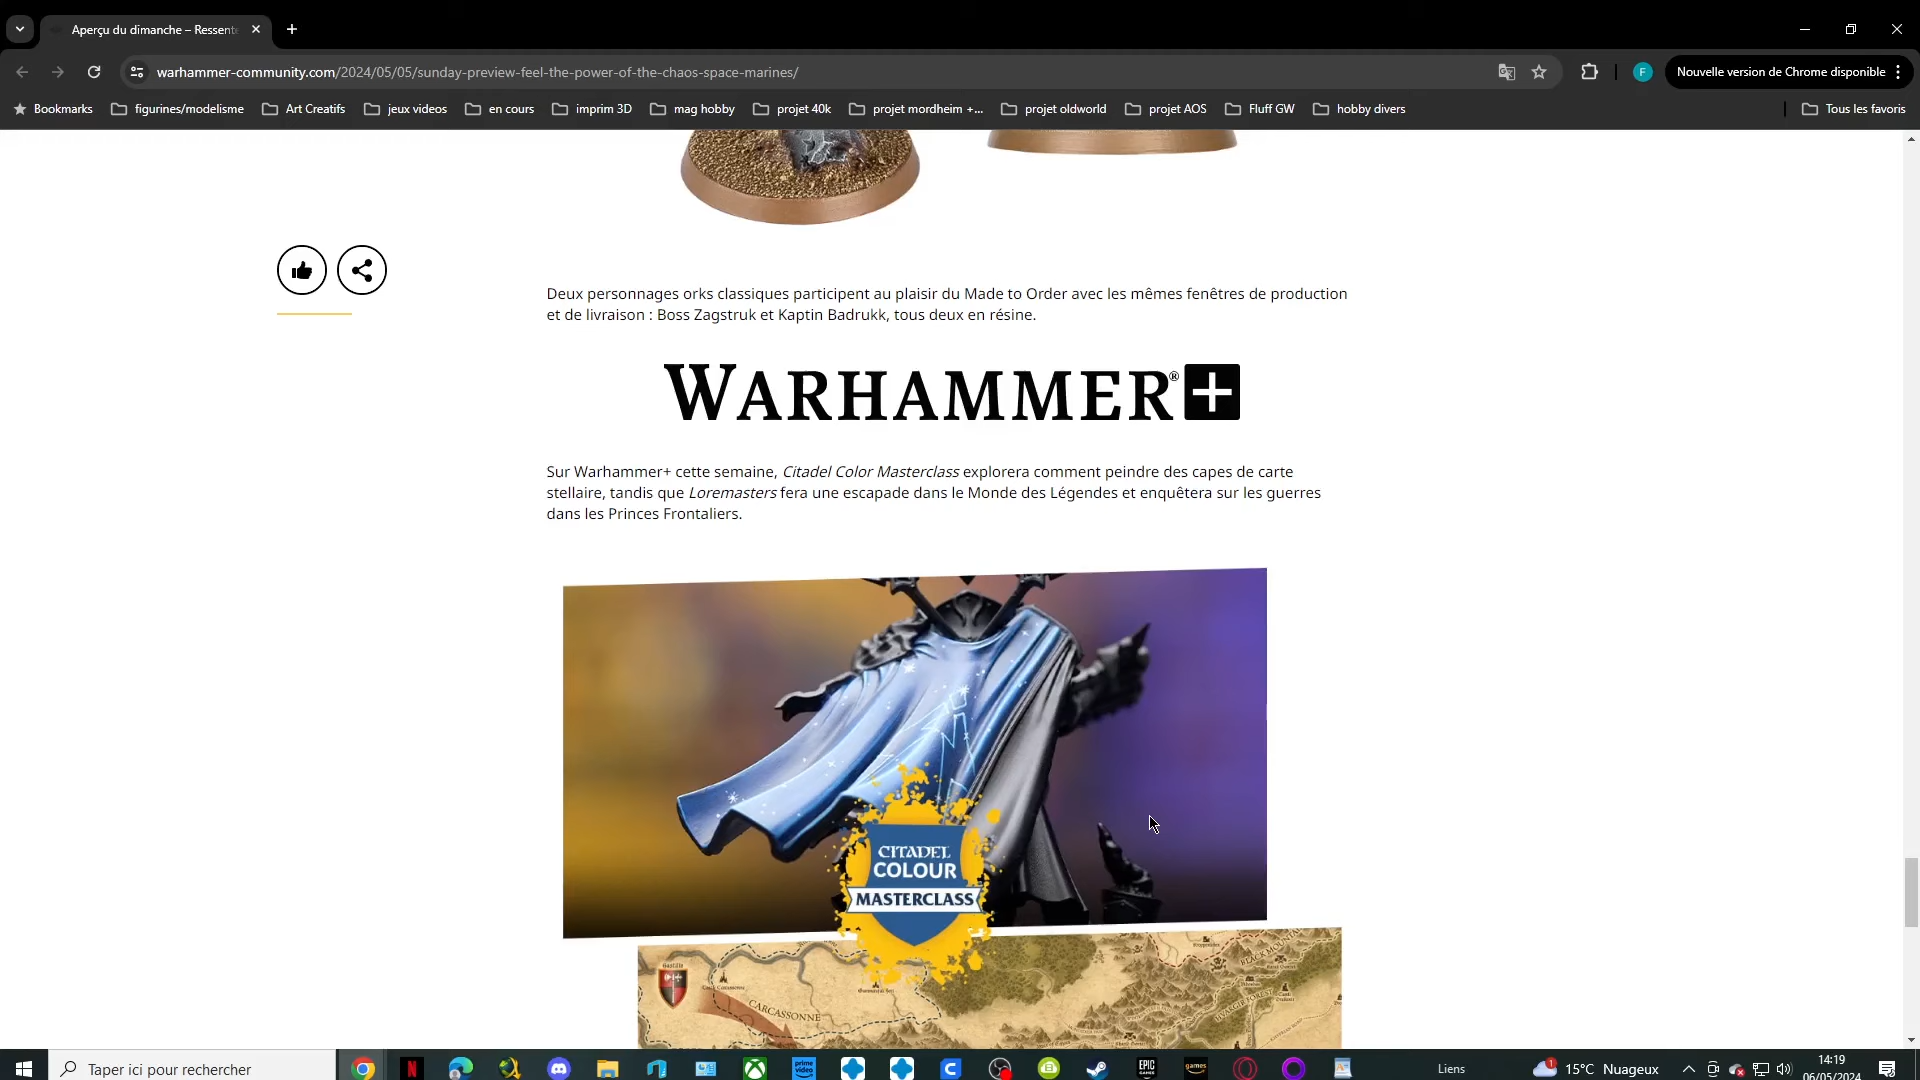 Aperçu du dimanche – Ressente
warhammer-community.com/2024/05/05/sunday-preview-feel-the-power-of-the-chaos-space-marines/
F
Nouvelle version de Chrome disponible
Bookmarks
figurines/modelisme
Art Creatifs
jeux videos
en cours
imprim 3D
mag hobby
projet 40k
projet mordheim +...
projet oldworld
projet AOS
Fluff GW
hobby divers
Tous les favoris
Deux personnages orks classiques participent au plaisir du Made to Order avec les mêmes fenêtres de production
et de livraison : Boss Zagstruk et Kaptin Badrukk, tous deux en résine.
WARHAMMER®+
Sur Warhammer+ cette semaine, Citadel Color Masterclass explorera comment peindre des capes de carte
stellaire, tandis que Loremasters fera une escapade dans le Monde des Légendes et enquêtera sur les guerres
dans les Princes Frontaliers.
CITADEL
COLOUR
MASTERCLASS
CARCASSONNE
Taper ici pour rechercher
N
prime video
C
EPIC GAMES
games
Liens
1
15°C Nuageux
14:19
06/05/2024